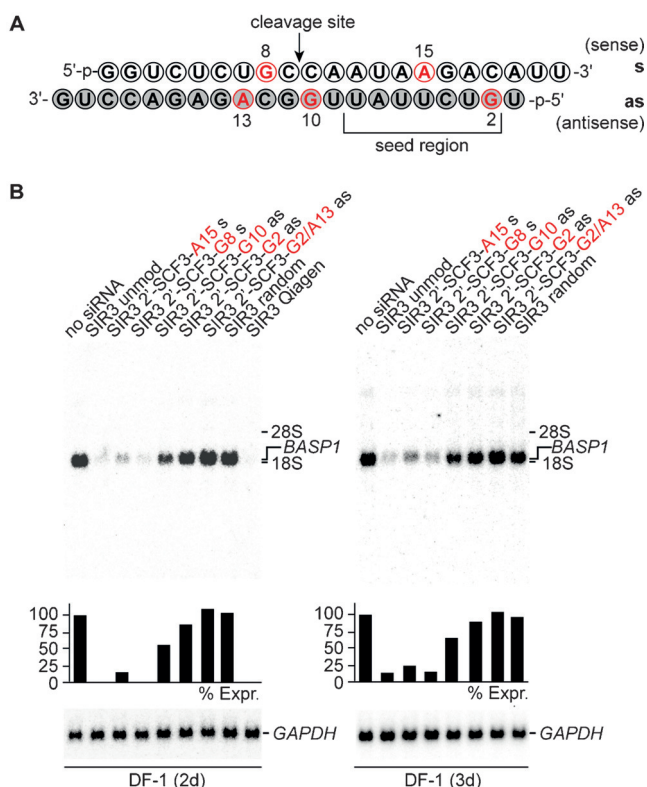 A
cleavage site
8
15
(sense)
5'-p-GGUCUCUGCCAAUAAGACAUU-3'
s
3'-GUCCAGAGACGGUUAUUCUGU-p-5'
as
13
10
2
(antisense)
seed region
B
no siRNA
SIR3 unmod
SIR3 2'-SCF3-A15 s
SIR3 2'-SCF3-G8 s
SIR3 2'-SCF3-G10 as
SIR3 2'-SCF3-G2 as
SIR3 2'-SCF3-G2/A13 as
SIR3 random
SIR3 Qiagen
28S
BASP1
18S
100
75
50
25
0
% Expr.
GAPDH
DF-1 (2d)
no siRNA
SIR3 unmod
SIR3 2'-SCF3-A15 s
SIR3 2'-SCF3-G8 s
SIR3 2'-SCF3-G10 as
SIR3 2'-SCF3-G2 as
SIR3 2'-SCF3-G2/A13 as
SIR3 random
28S
BASP1
18S
100
75
50
25
0
% Expr.
GAPDH
DF-1 (3d)